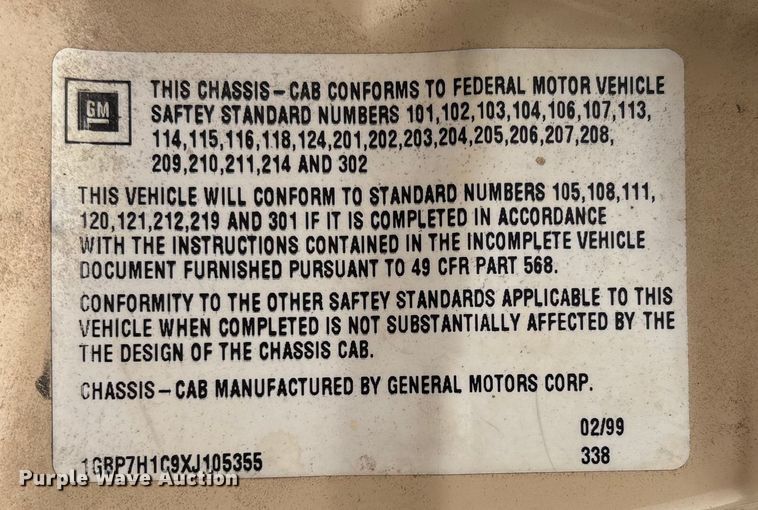 GM
THIS CHASSIS-CAB CONFORMS TO FEDERAL MOTOR VEHICLE
SAFTEY STANDARD NUMBERS 101,102,103,104,106,107,113,
114,115,116,118,124,201,202,203,204,205,206,207,208,
209,210,211,214 AND 302
THIS VEHICLE WILL CONFORM TO STANDARD NUMBERS 105,108,111,
120,121,212,219 AND 301 IF IT IS COMPLETED IN ACCORDANCE
WITH THE INSTRUCTIONS CONTAINED IN THE INCOMPLETE VEHICLE
DOCUMENT FURNISHED PURSUANT TO 49 CFR PART 568.
CONFORMITY TO THE OTHER SAFTEY STANDARDS APPLICABLE TO THIS
VEHICLE WHEN COMPLETED IS NOT SUBSTANTIALLY AFFECTED BY THE
THE DESIGN OF THE CHASSIS CAB.
CHASSIS-CAB MANUFACTURED BY GENERAL MOTORS CORP.
02/99
1GBP7H1C9XJ105355 338
Purple Wave Auction